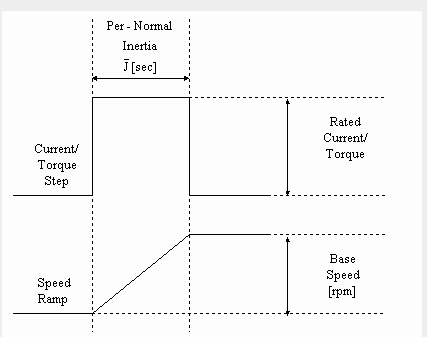 Per - Normal
Inertia
J̄ [sec]
Current/
Torque
Step
Rated
Current/
Torque
Speed
Ramp
Base
Speed
[rpm]